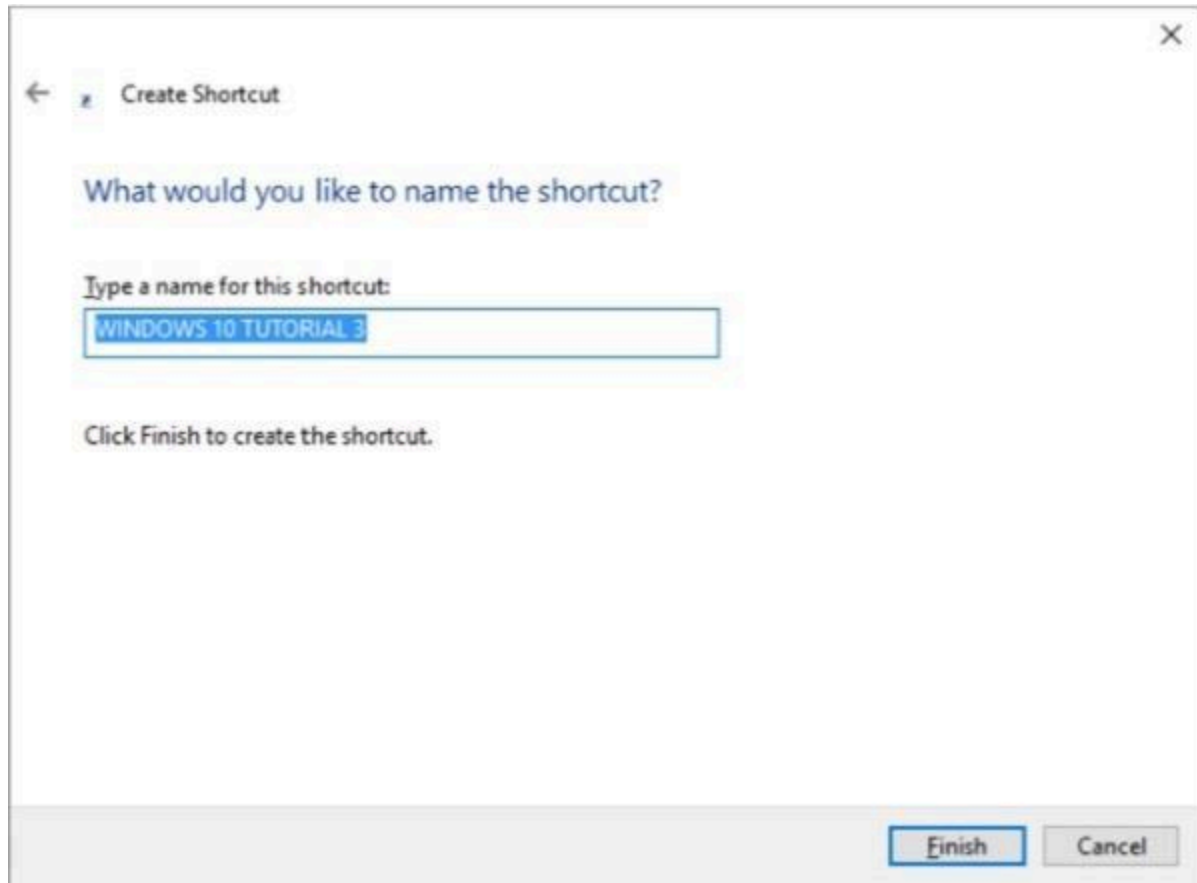 Create Shortcut
What would you like to name the shortcut?
Type a name for this shortcut:
WINDOWS 10 TUTORIAL 3
Click Finish to create the shortcut.
Finish Cancel